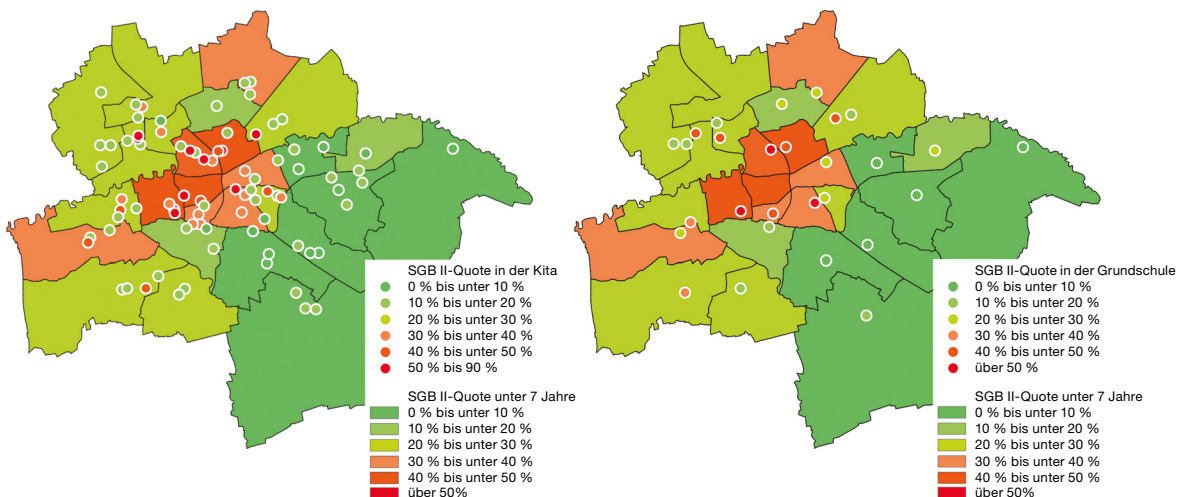 SGB II-Quote in der Kita
0 % bis unter 10 %
10 % bis unter 20 %
20 % bis unter 30 %
30 % bis unter 40 %
40 % bis unter 50 %
50 % bis 90 %
SGB II-Quote unter 7 Jahre
0 % bis unter 10 %
10 % bis unter 20 %
20 % bis unter 30 %
30 % bis unter 40 %
40 % bis unter 50 %
über 50%
SGB II-Quote in der Grundschule
0 % bis unter 10 %
10 % bis unter 20 %
20 % bis unter 30 %
30 % bis unter 40 %
40 % bis unter 50 %
über 50 %
SGB II-Quote unter 7 Jahre
0 % bis unter 10 %
10 % bis unter 20 %
20 % bis unter 30 %
30 % bis unter 40 %
40 % bis unter 50 %
über 50%